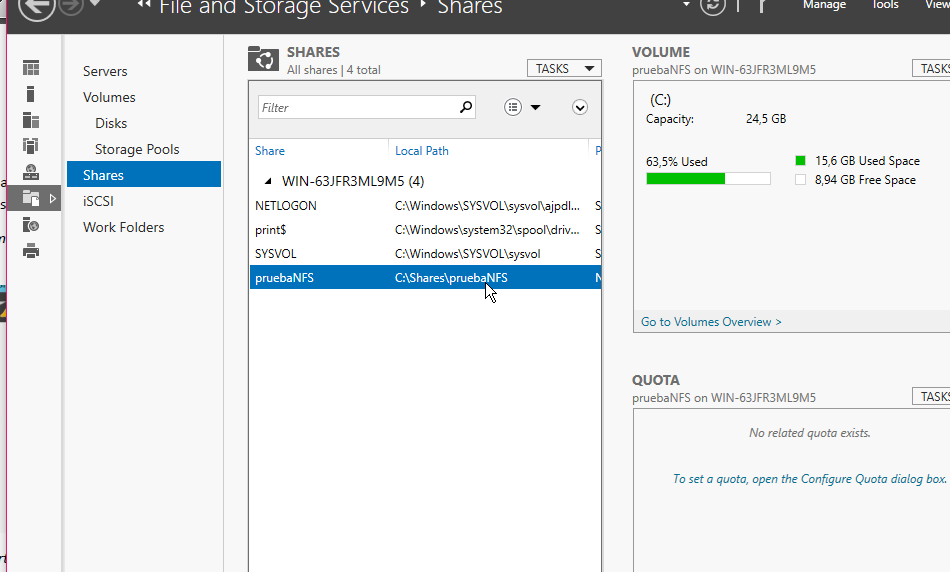 File and Storage Services
Shares
Manage
Tools
View
Servers
Volumes
Disks
Storage Pools
Shares
iSCSI
Work Folders
SHARES
All shares | 4 total
TASKS
Filter
Share Local Path P
WIN-63JFR3ML9M5 (4)
NETLOGON C:\Windows\SYSVOL\sysvol\ajpdl... S
print$ C:\Windows\system32\spool\driv... S
SYSVOL C:\Windows\SYSVOL\sysvol S
pruebaNFS C:\Shares\pruebaNFS N
VOLUME
pruebaNFS on WIN-63JFR3ML9M5
TASKS
(C:)
Capacity: 24,5 GB
63,5% Used
15,6 GB Used Space
8,94 GB Free Space
Go to Volumes Overview >
QUOTA
pruebaNFS on WIN-63JFR3ML9M5
TASKS
No related quota exists.
To set a quota, open the Configure Quota dialog box.